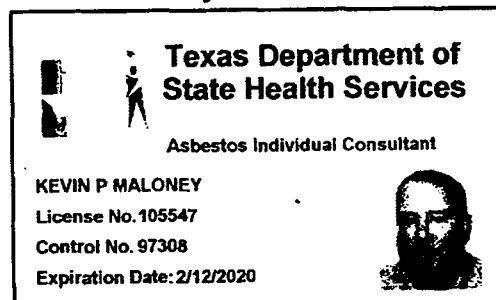 Texas Department of
State Health Services
Asbestos Individual Consultant
KEVIN P MALONEY
License No. 105547
Control No. 97308
Expiration Date: 2/12/2020